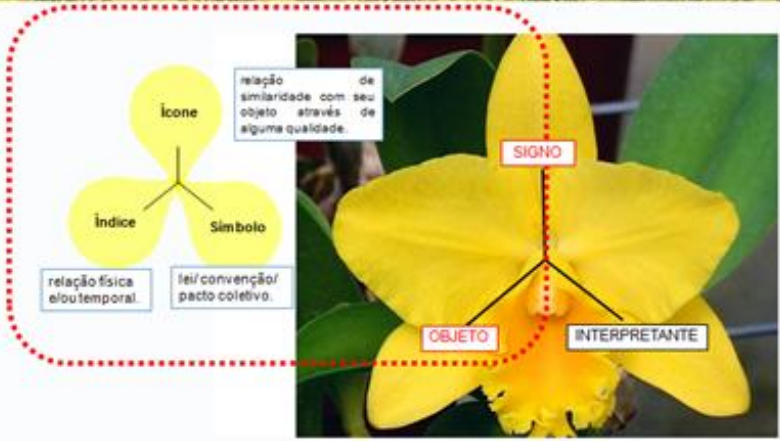 Ícone
relação de
similaridade com seu
objeto através de
alguma qualidade.
SIGNO
Índice
Símbolo
relação física
e/ou temporal.
lei/ convenção/
pacto coletivo.
OBJETO
INTERPRETANTE